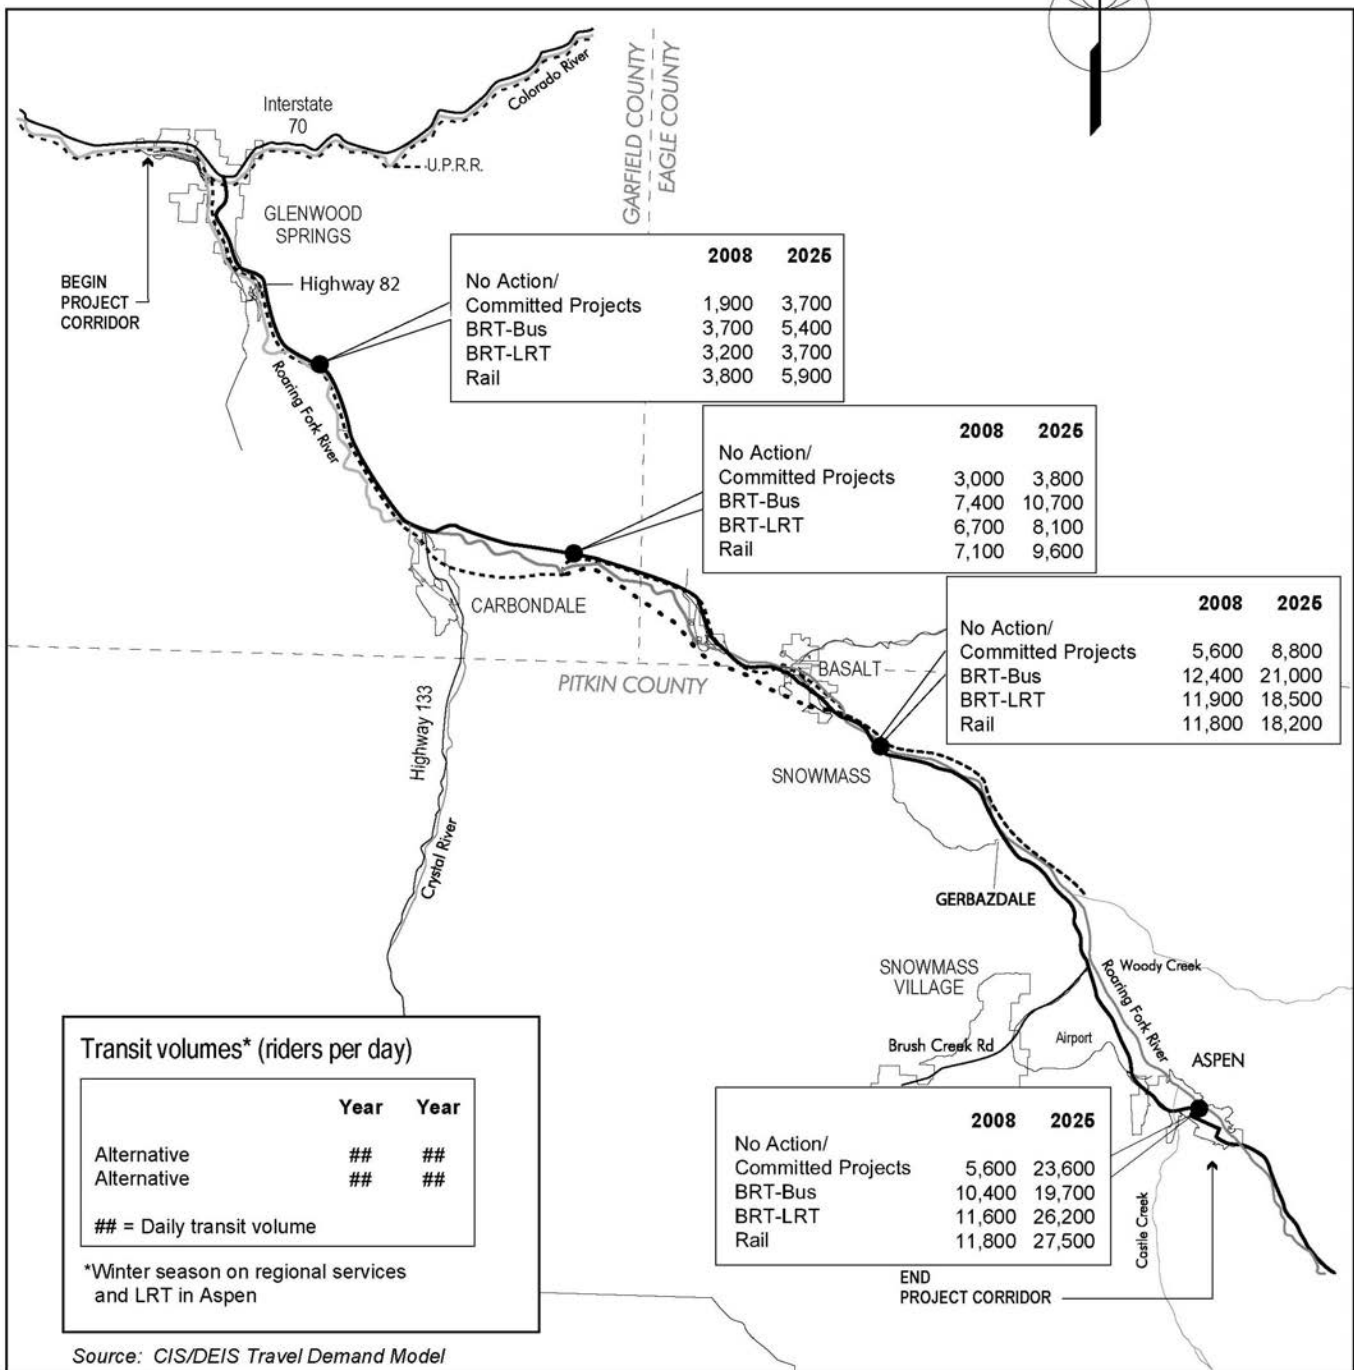 Colorado River
Interstate
70
U.P.R.R.
GARFIELD COUNTY
EAGLE COUNTY
GLENWOOD
SPRINGS
BEGIN
PROJECT
CORRIDOR
Highway 82
2008 2025
No Action/
Committed Projects 1,900 3,700
BRT-Bus 3,700 5,400
BRT-LRT 3,200 3,700
Rail 3,800 5,900
Roaring Fork River
2008 2025
No Action/
Committed Projects 3,000 3,800
BRT-Bus 7,400 10,700
BRT-LRT 6,700 8,100
Rail 7,100 9,600
CARBONDALE
2008 2025
No Action/
Committed Projects 5,600 8,800
BRT-Bus 12,400 21,000
BRT-LRT 11,900 18,500
Rail 11,800 18,200
BASALT
PITKIN COUNTY
Highway 133
Crystal River
SNOWMASS
GERBAZDALE
SNOWMASS
VILLAGE
Woody Creek
Roaring Fork River
Brush Creek Rd
Airport
ASPEN
2008 2025
No Action/
Committed Projects 5,600 23,600
BRT-Bus 10,400 19,700
BRT-LRT 11,600 26,200
Rail 11,800 27,500
Castle Creek
END
PROJECT CORRIDOR
Transit volumes* (riders per day)
Year Year
Alternative ## ##
Alternative ## ##
## = Daily transit volume
*Winter season on regional services
and LRT in Aspen
Source: CIS/DEIS Travel Demand Model